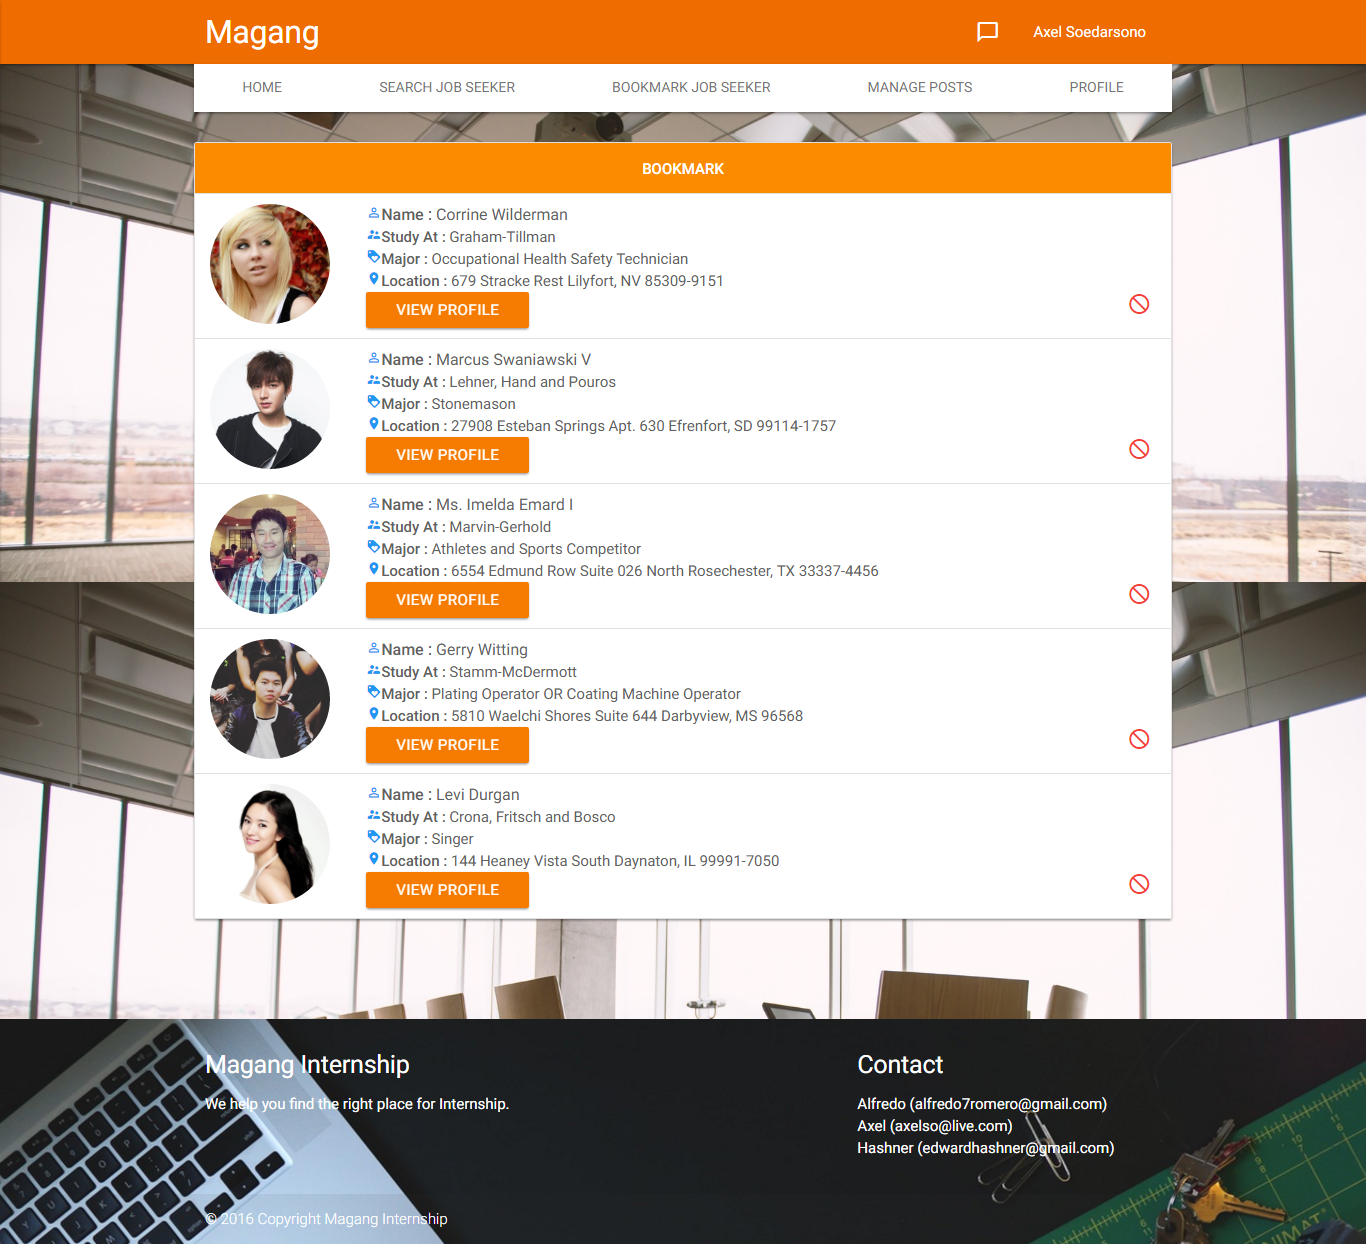 Magang
Axel Soedarsono
HOME
SEARCH JOB SEEKER
BOOKMARK JOB SEEKER
MANAGE POSTS
PROFILE
BOOKMARK
Name : Corrine Wilderman
Study At : Graham-Tillman
Major : Occupational Health Safety Technician
Location : 679 Stracke Rest Lilyfort, NV 85309-9151
VIEW PROFILE
Name : Marcus Swaniawski V
Study At : Lehner, Hand and Pouros
Major : Stonemason
Location : 27908 Esteban Springs Apt. 630 Efrenfort, SD 99114-1757
VIEW PROFILE
Name : Ms. Imelda Emard I
Study At : Marvin-Gerhold
Major : Athletes and Sports Competitor
Location : 6554 Edmund Row Suite 026 North Rosechester, TX 33337-4456
VIEW PROFILE
Name : Gerry Witting
Study At : Stamm-McDermott
Major : Plating Operator OR Coating Machine Operator
Location : 5810 Waelchi Shores Suite 644 Darbyview, MS 96568
VIEW PROFILE
Name : Levi Durgan
Study At : Crona, Fritsch and Bosco
Major : Singer
Location : 144 Heaney Vista South Daynaton, IL 99991-7050
VIEW PROFILE
Magang Internship
We help you find the right place for Internship.
Contact
Alfredo (alfredo7romero@gmail.com)
Axel (axelso@live.com)
Hashner (edwardhashner@gmail.com)
© 2016 Copyright Magang Internship